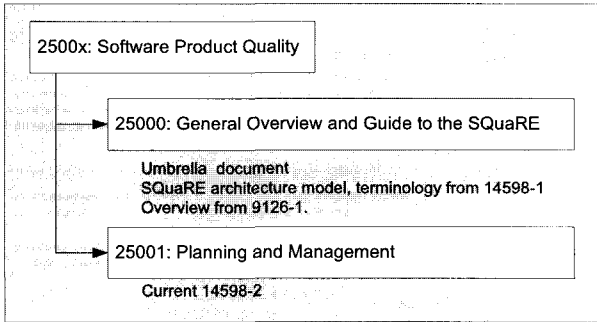 2500x: Software Product Quality
25000: General Overview and Guide to the SQuaRE
Umbrella document
SQuaRE architecture model, terminology from 14598-1
Overview from 9126-1.
25001: Planning and Management
Current 14598-2